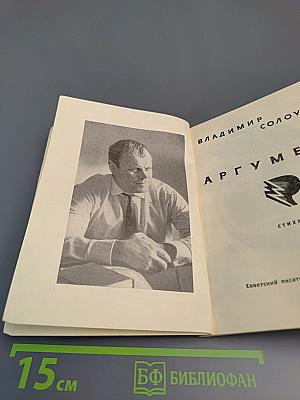 ВЛАДИМИР
СОЛОУ
АРГУМЕ
СТИХ
Советский писат
15 см
БФ БИБЛИОФАН